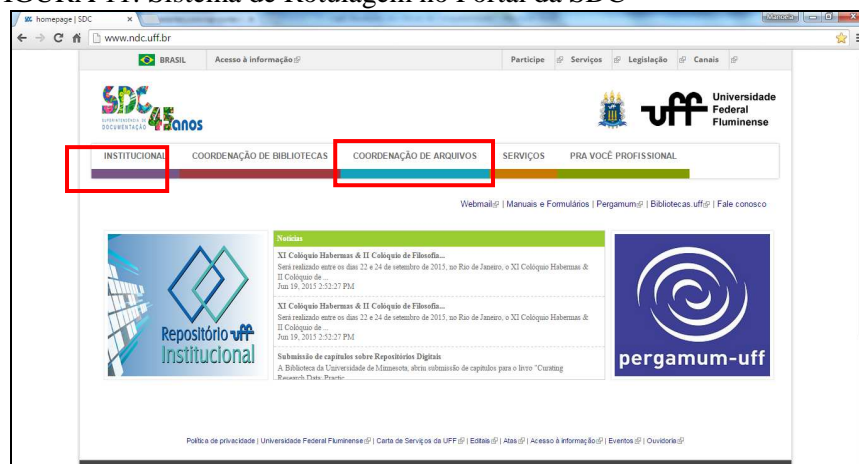 FIGURA 11: Sistema de Rotulagem no Portal da SDC
homepage | SDC
www.ndc.uff.br
BRASIL Acesso à informação Participe Serviços Legislação Canais
SDC 45anos
SUPERINTENDÊNCIA DE DOCUMENTAÇÃO
uff Universidade Federal Fluminense
INSTITUCIONAL COORDENAÇÃO DE BIBLIOTECAS COORDENAÇÃO DE ARQUIVOS SERVIÇOS PRA VOCÊ PROFISSIONAL
Webmail | Manuais e Formulários | Pergamum | Bibliotecas.uff | Fale conosco
Repositório uff
Institucional
Notícias
XI Colóquio Habermas & II Colóquio de Filosofia...
Será realizado entre os dias 22 e 24 de setembro de 2015, no Rio de Janeiro, o XI Colóquio Habermas &
II Colóquio de ...
Jun 19, 2015 2:52:27 PM
XI Colóquio Habermas & II Colóquio de Filosofia...
Será realizado entre os dias 22 e 24 de setembro de 2015, no Rio de Janeiro, o XI Colóquio Habermas &
II Colóquio de ...
Jun 19, 2015 2:52:27 PM
Submissão de capítulos sobre Repositórios Digitais
A Biblioteca da Universidade de Minnesota, abriu submissão de capítulos para o livro "Curating
Research Data: Practic...
pergamum-uff
Política de privacidade | Universidade Federal Fluminense | Carta de Serviços da UFF | Editais | Atas | Acesso à informação | Eventos | Ouvidoria